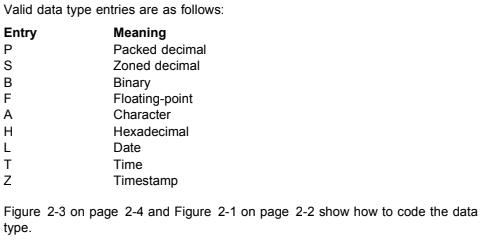 Valid data type entries are as follows:
Entry Meaning
P Packed decimal
S Zoned decimal
B Binary
F Floating-point
A Character
H Hexadecimal
L Date
T Time
Z Timestamp
Figure 2-3 on page 2-4 and Figure 2-1 on page 2-2 show how to code the data
type.